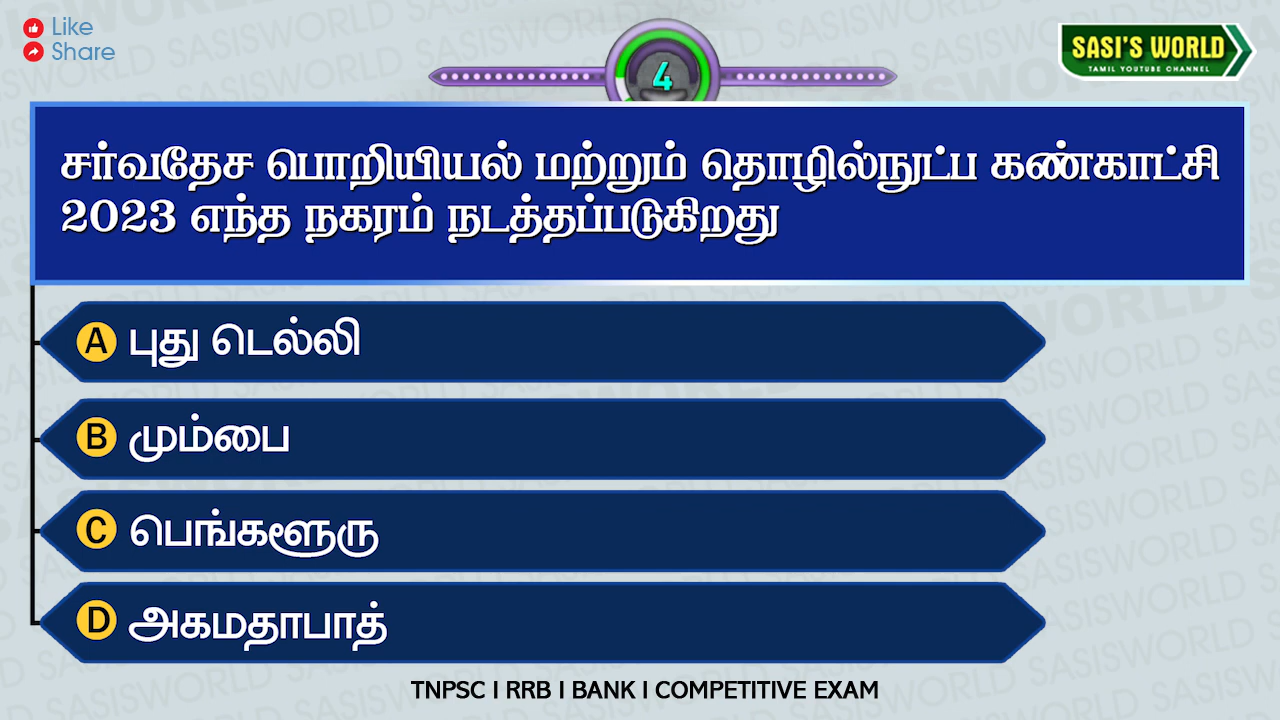 Like
Share
SASI'S WORLD
TAMIL YOUTUBE CHANNEL
4
சர்வதேச பொறியியல் மற்றும் தொழில்நுட்ப கண்காட்சி
2023 எந்த நகரம் நடத்தப்படுகிறது
A புது டெல்லி
B மும்பை
C பெங்களூரு
D அகமதாபாத்
TNPSC I RRB I BANK I COMPETITIVE EXAM